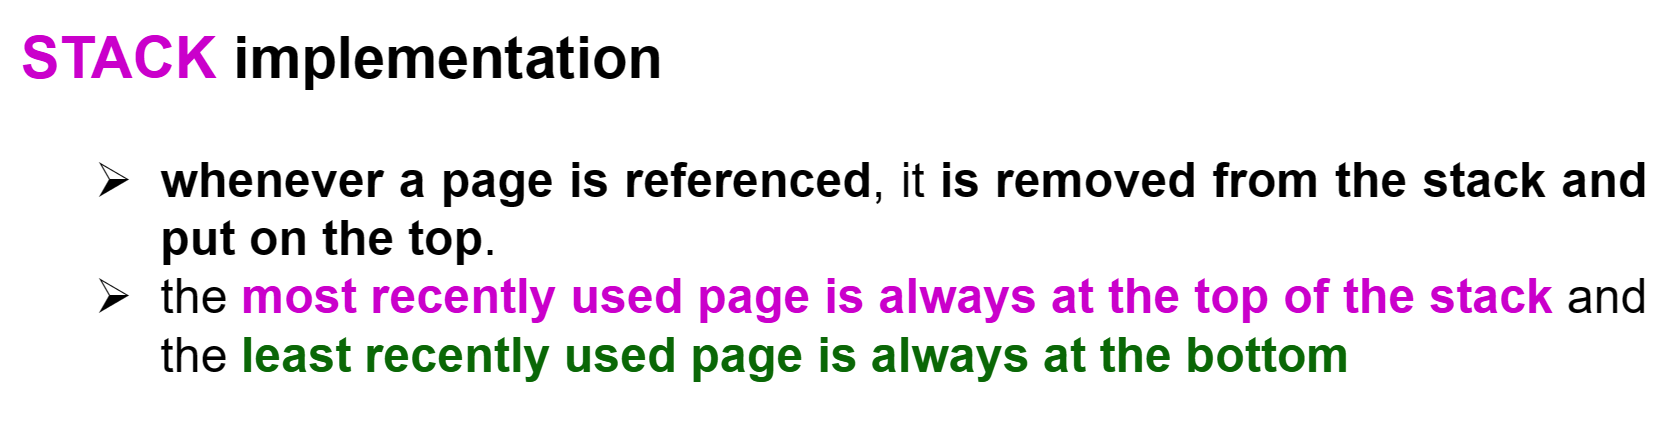 STACK implementation
➢ whenever a page is referenced, it is removed from the stack and
put on the top.
➢ the most recently used page is always at the top of the stack and
the least recently used page is always at the bottom